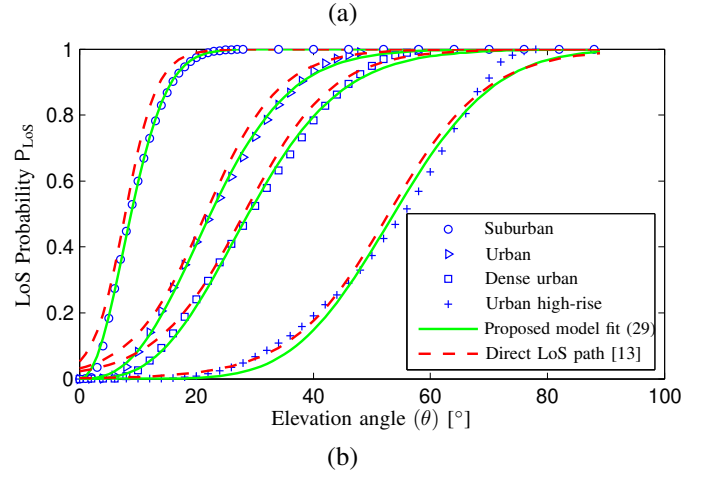 (a)
1
0.8
0.6
0.4
0.2
0
LoS Probability P_LoS
Suburban
Urban
Dense urban
Urban high-rise
Proposed model fit (29)
Direct LoS path [13]
0 20 40 60 80 100
Elevation angle (θ) [°]
(b)